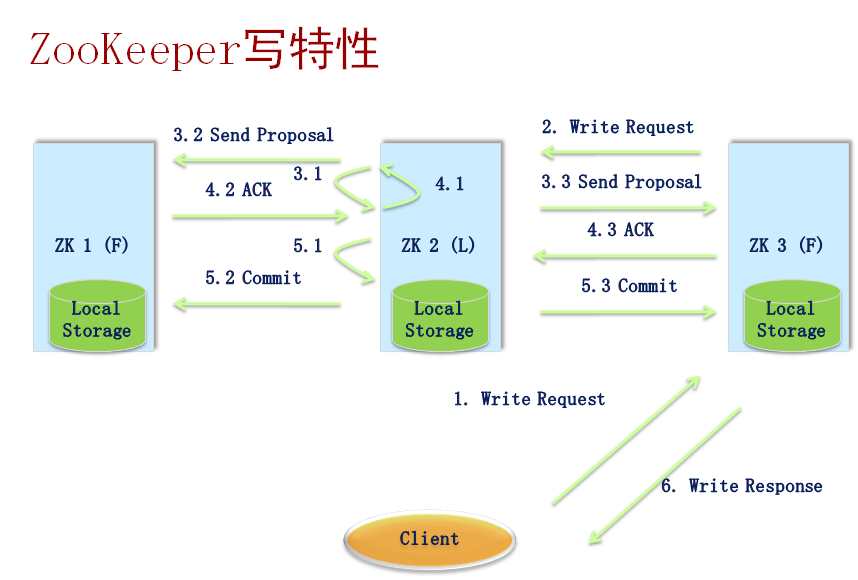 ZooKeeper写特性
3.2 Send Proposal
2. Write Request
3.1
4.1
3.3 Send Proposal
4.2 ACK
4.3 ACK
ZK 1 (F)
5.1
ZK 2 (L)
ZK 3 (F)
5.2 Commit
5.3 Commit
Local
Storage
Local
Storage
Local
Storage
1. Write Request
6. Write Response
Client